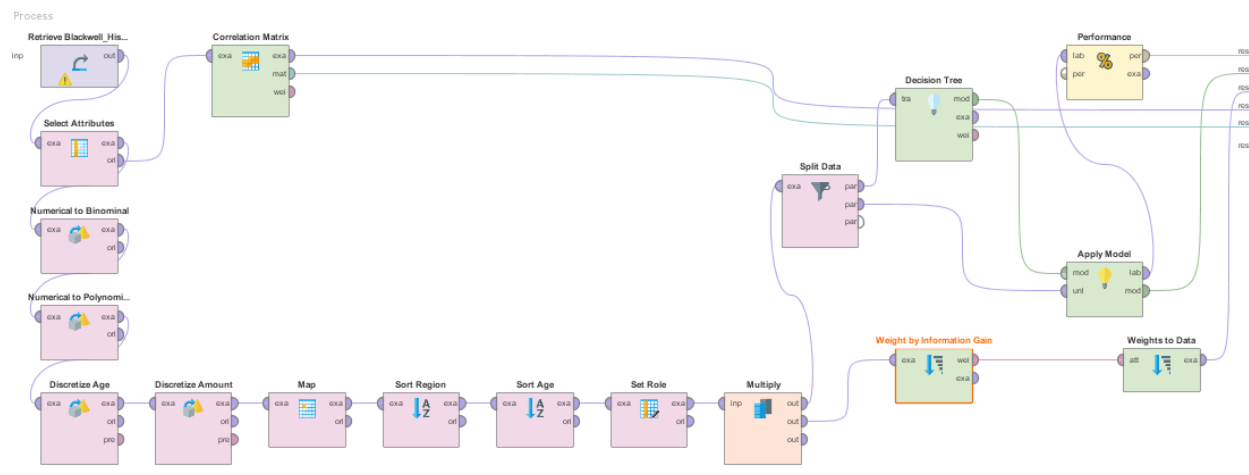 Process
Retrieve Blackwell_His...
inp
out
Correlation Matrix
exa
exa
mat
wei
Performance
lab
per
per
exa
res
res
res
res
res
res
Decision Tree
tra
mod
exa
wei
Select Attributes
exa
exa
ori
Split Data
exa
par
par
par
Numerical to Binominal
exa
exa
ori
Apply Model
mod
lab
unl
mod
Numerical to Polynomi...
exa
exa
ori
Weight by Information Gain
exa
wei
exa
Weights to Data
att
exa
Discretize Age
exa
exa
ori
pre
Discretize Amount
exa
exa
ori
pre
Map
exa
exa
ori
Sort Region
exa
exa
ori
Sort Age
exa
exa
ori
Set Role
exa
exa
ori
Multiply
inp
out
out
out